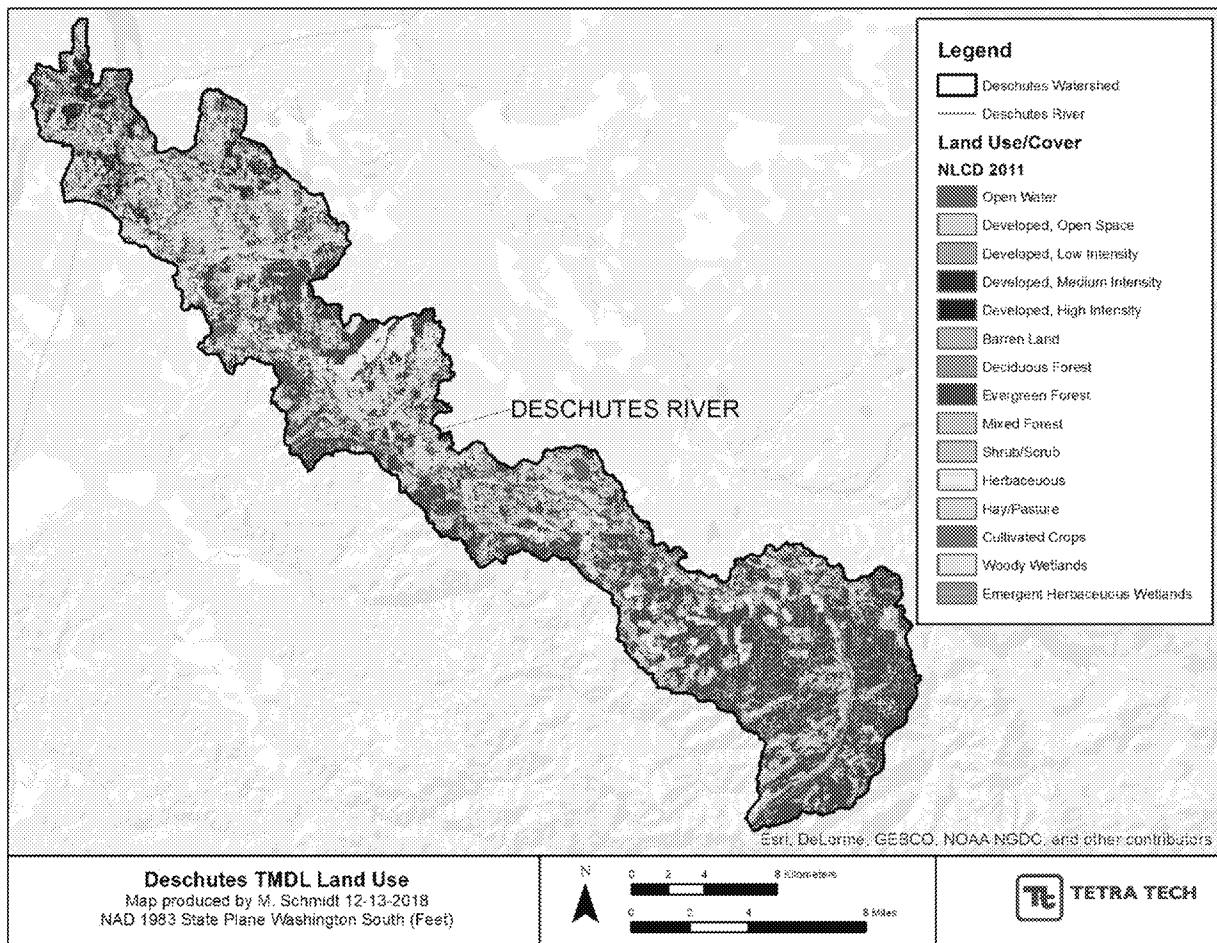 Legend
Deschutes Watershed
Deschutes River
Land Use/Cover
NLCD 2011
Open Water
Developed, Open Space
Developed, Low Intensity
Developed, Medium Intensity
Developed, High Intensity
Barren Land
Deciduous Forest
Evergreen Forest
Mixed Forest
Shrub/Scrub
Herbaceuous
Hay/Pasture
Cultivated Crops
Woody Wetlands
Emergent Herbaceuous Wetlands
DESCHUTES RIVER
Esri, DeLorme, GEBCO, NOAA NGDC, and other contributors
Deschutes TMDL Land Use
Map produced by M. Schmidt 12-13-2018
NAD 1983 State Plane Washington South (Feet)
N
0 2 4 8 Kilometers
0 2 4 8 Miles
Tt TETRA TECH